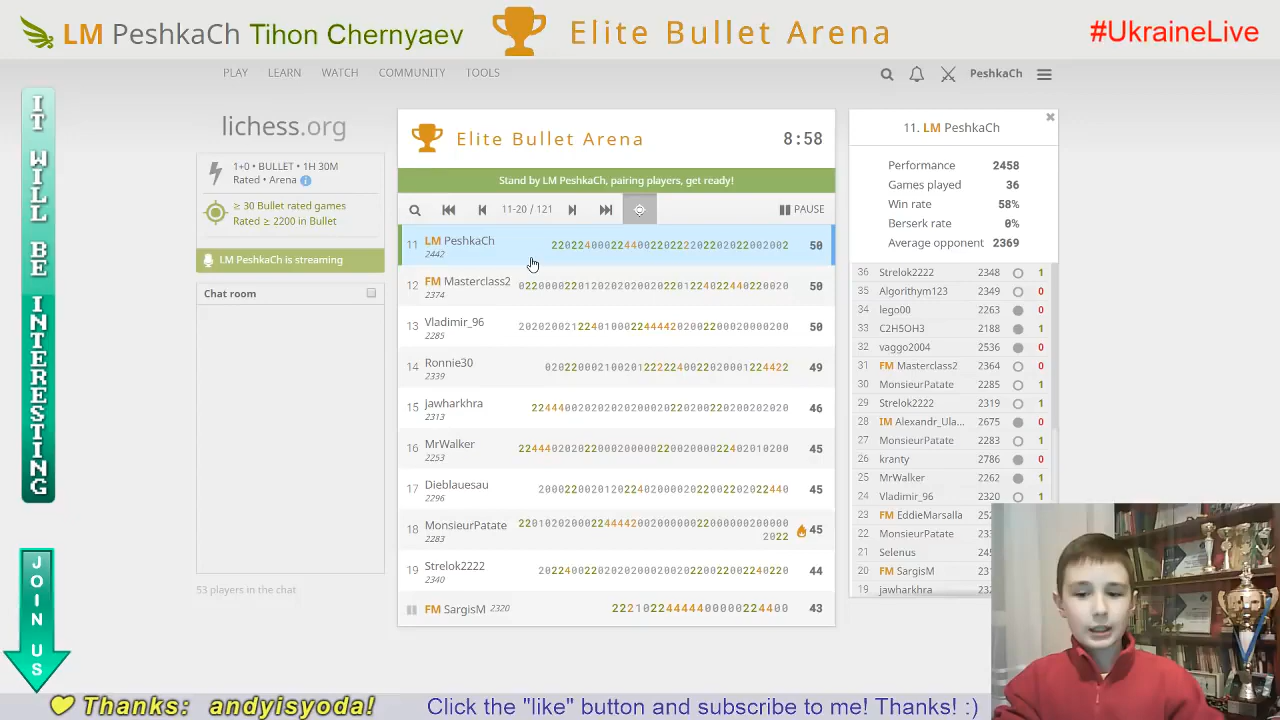 LM PeshkaCh Tihon Chernyaev
Elite Bullet Arena
#UkraineLive
PLAY LEARN WATCH COMMUNITY TOOLS
PeshkaCh
IT WILL BE INTERESTING
JOIN US
lichess.org
1+0 • BULLET • 1H 30M
Rated • Arena
≥ 30 Bullet rated games
Rated ≥ 2200 in Bullet
LM PeshkaCh is streaming
Chat room
53 players in the chat
Elite Bullet Arena 8:58
Stand by LM PeshkaCh, pairing players, get ready!
11-20 / 121 PAUSE
11 LM PeshkaCh 50
2442
12 FM Masterclass2 50
2374
13 Vladimir_96 50
2285
14 Ronnie30 49
2339
15 jawharkhra 46
2313
16 MrWalker 45
2253
17 Dieblauesau 45
2296
18 MonsieurPatate 45
2283
19 Strelok2222 44
2340
FM SargisM 2320 43
11. LM PeshkaCh
Performance 2458
Games played 36
Win rate 58%
Berserk rate 0%
Average opponent 2369
36 Strelok2222 2348 1
35 Algorithym123 2349 0
34 lego00 2263 0
33 C2H5OH3 2188 1
32 vaggo2004 2536 0
31 FM Masterclass2 2364 0
30 MonsieurPatate 2285 1
29 Strelok2222 2319 1
28 IM Alexandr_Ula... 2675 0
27 MonsieurPatate 2283 1
26 kranty 2786 0
25 MrWalker 2262 1
24 Vladimir_96 2320 1
23 FM EddieMarsalla
22 MonsieurPatate
21 Selenus
20 FM SargisM
19 jawharkhra
Thanks: andyisyoda!
Click the "like" button and subscribe to me! Thanks! :)